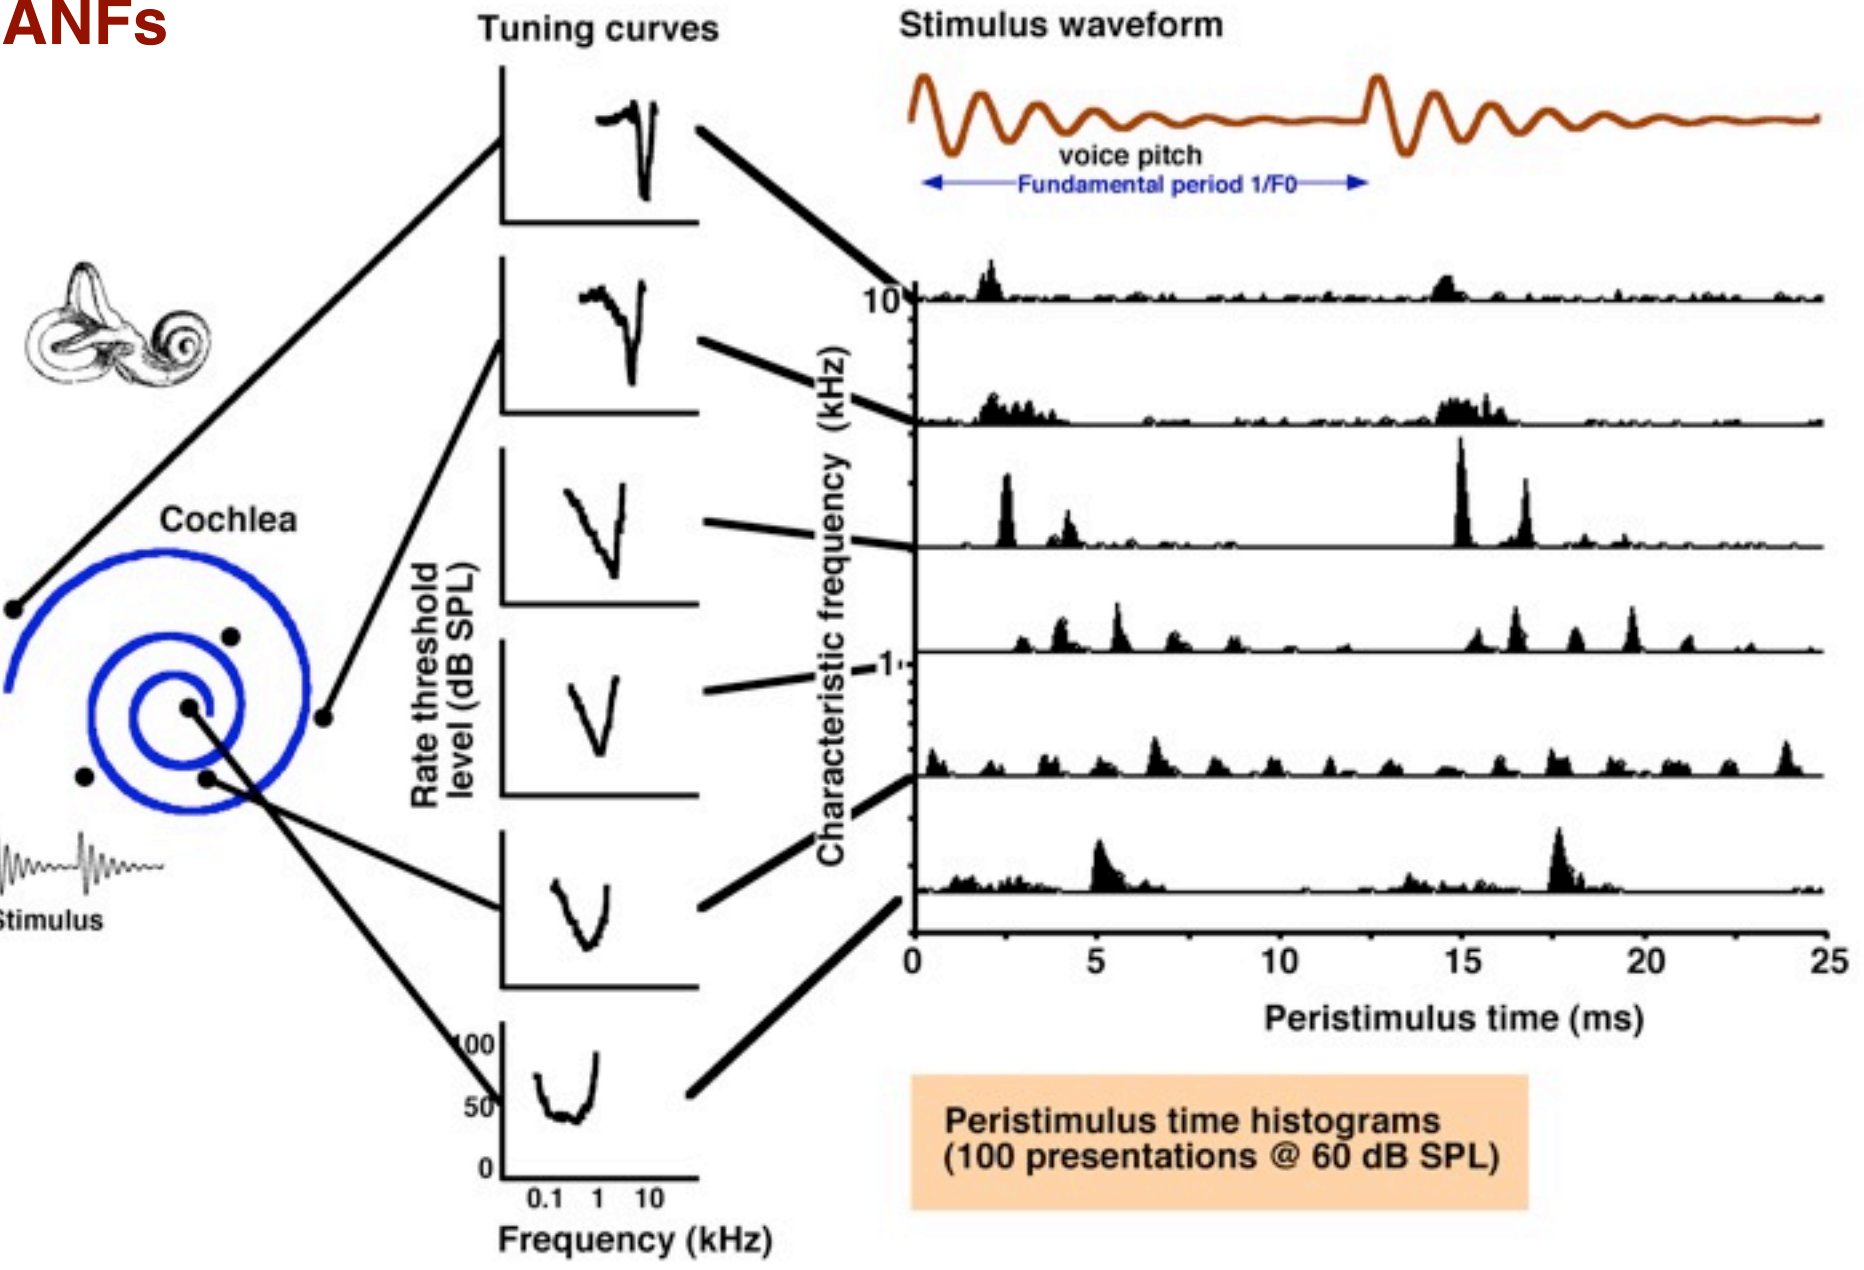 ANFs
Tuning curves
Stimulus waveform
voice pitch
Fundamental period 1/F0
Cochlea
Rate threshold
level (dB SPL)
Characteristic frequency (kHz)
10
1
Stimulus
100
50
0
0.1 1 10
Frequency (kHz)
0 5 10 15 20 25
Peristimulus time (ms)
Peristimulus time histograms
(100 presentations @ 60 dB SPL)